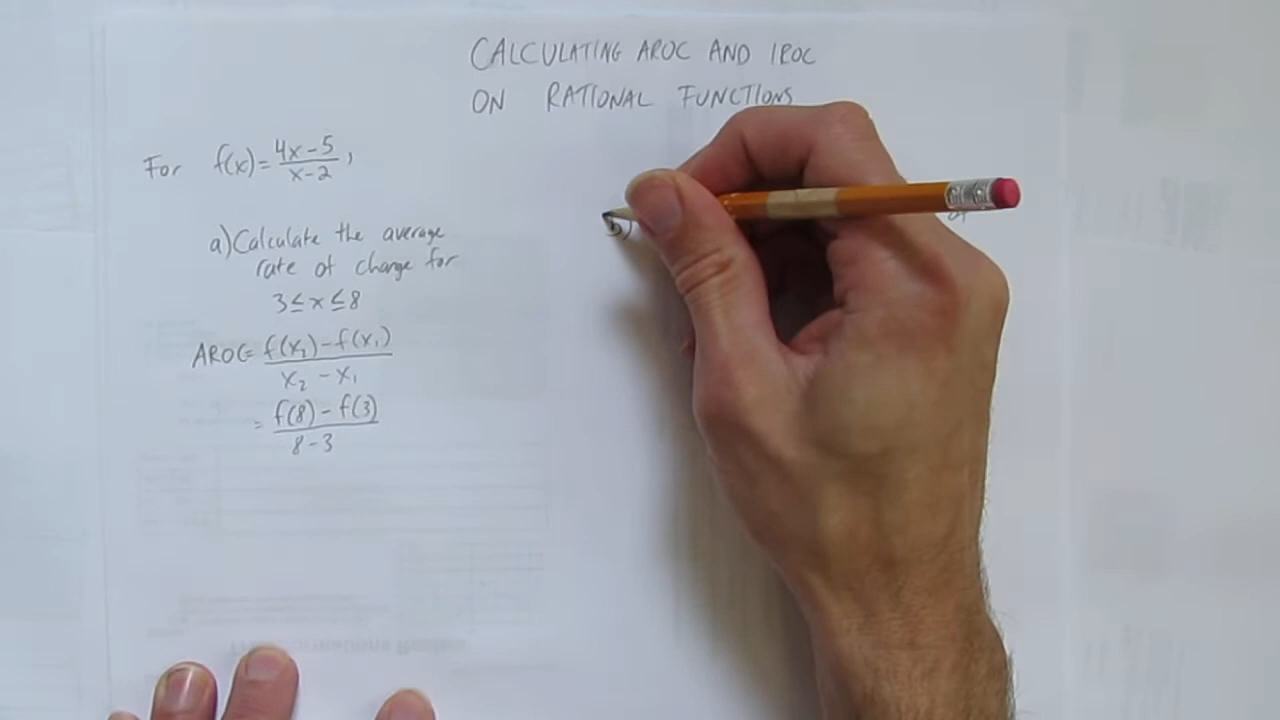 CALCULATING AROC AND IROC
ON RATIONAL FUNCTIONS
For f(x)=4x-5/x-2,
a)Calculate the average
rate of change for
3≤x≤8
AROC= f(x₂)-f(x₁)/x₂-x₁
= f(8)-f(3)/8-3
b)
of